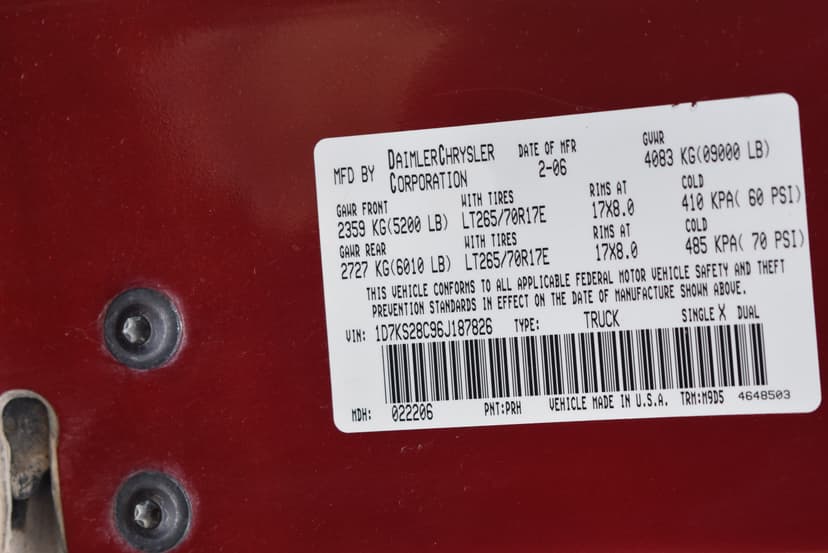 MFD BY DAIMLERCHRYSLER CORPORATION DATE OF MFR 2-06 GVWR 4083 KG(09000 LB)
GAWR FRONT WITH TIRES RIMS AT COLD
2359 KG(5200 LB) LT265/70R17E 17X8.0 410 KPA( 60 PSI)
GAWR REAR WITH TIRES RIMS AT COLD
2727 KG(6010 LB) LT265/70R17E 17X8.0 485 KPA( 70 PSI)
THIS VEHICLE CONFORMS TO ALL APPLICABLE FEDERAL MOTOR VEHICLE SAFETY AND THEFT
PREVENTION STANDARDS IN EFFECT ON THE DATE OF MANUFACTURE SHOWN ABOVE.
VIN: 1D7KS28C96J187826 TYPE: TRUCK SINGLE X DUAL
MDH: 022206 PNT:PRH VEHICLE MADE IN U.S.A. TRM:M9D5 4648503